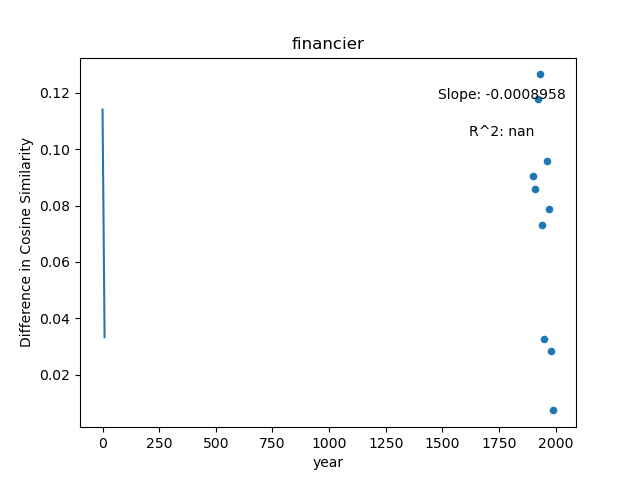 financier
Slope: -0.0008958
R^2: nan
0.12
0.10
0.08
0.06
0.04
0.02
Difference in Cosine Similarity
0 250 500 750 1000 1250 1500 1750 2000
year